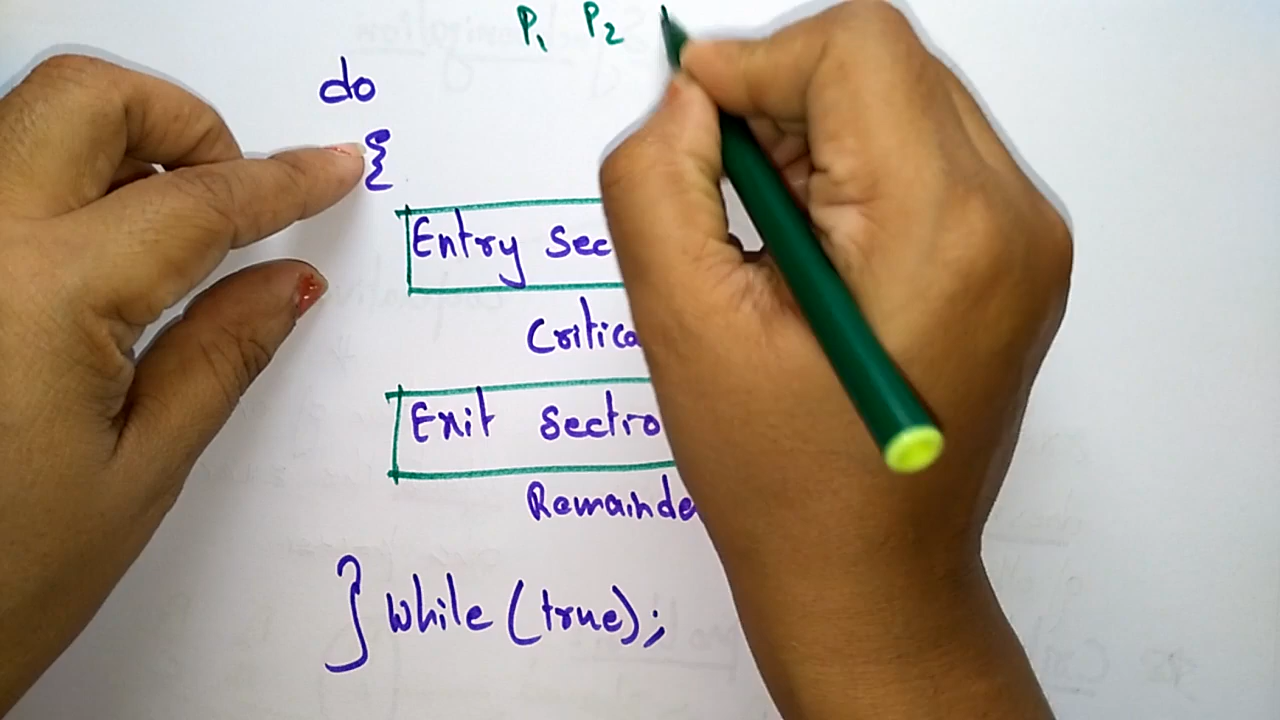 P1 P2
do
{
Entry Sec
Critica
Exit Sectio
Remainde
} while (true);